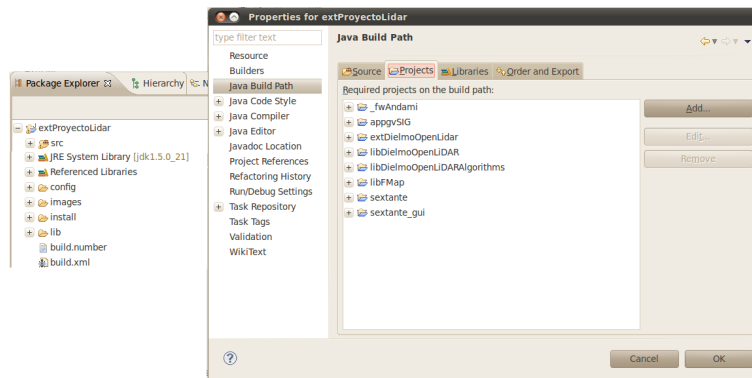 Properties for extProyectoLidar
type filter text
Resource
Builders
Java Build Path
Java Code Style
Java Compiler
Java Editor
Javadoc Location
Project References
Refactoring History
Run/Debug Settings
Task Repository
Task Tags
Validation
WikiText
Java Build Path
Source
Projects
Libraries
Order and Export
Required projects on the build path:
_fwAndami
appgvSIG
extDielmoOpenLidar
libDielmoOpenLiDAR
libDielmoOpenLiDARAlgorithms
libFMap
sextante
sextante_gui
Add...
Edit...
Remove
Cancel
OK
Package Explorer
Hierarchy
N
extProyectoLidar
src
JRE System Library [jdk1.5.0_21]
Referenced Libraries
config
images
install
lib
build.number
build.xml